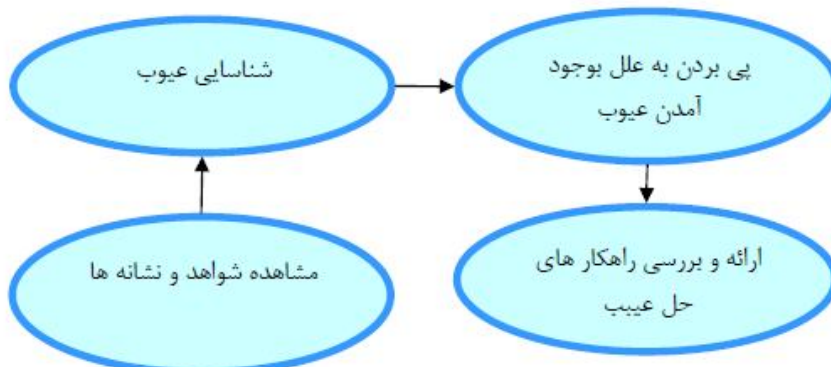 شناسایی عیوب
پی بردن به علل بوجود
آمدن عیوب
مشاهده شواهد و نشانه ها
ارائه و بررسی راهکار های
حل عیبب